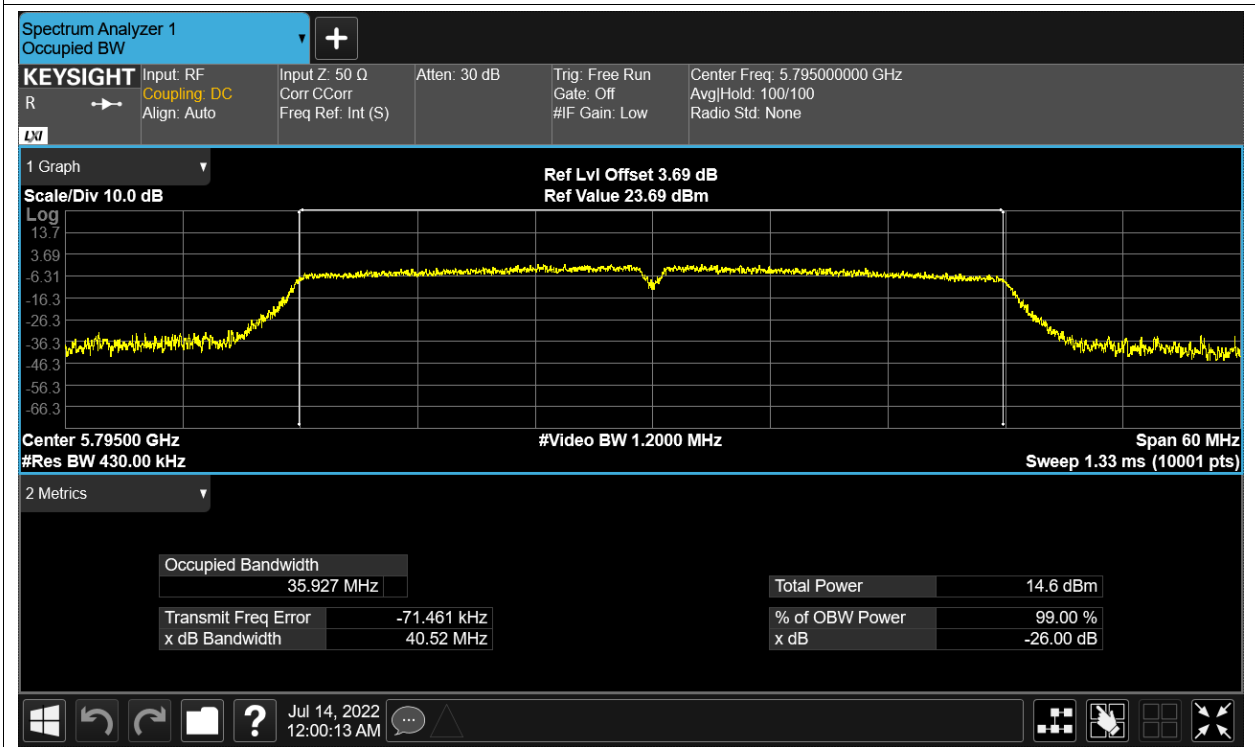 Spectrum Analyzer 1
Occupied BW
KEYSIGHT
R
LXI
Input: RF
Coupling: DC
Align: Auto
Input Z: 50 Ω
Corr CCorr
Freq Ref: Int (S)
Atten: 30 dB
Trig: Free Run
Gate: Off
#IF Gain: Low
Center Freq: 5.795000000 GHz
Avg|Hold: 100/100
Radio Std: None
1 Graph
Scale/Div 10.0 dB
Ref Lvl Offset 3.69 dB
Ref Value 23.69 dBm
Log
13.7
3.69
-6.31
-16.3
-26.3
-36.3
-46.3
-56.3
-66.3
Center 5.79500 GHz
#Res BW 430.00 kHz
#Video BW 1.2000 MHz
Span 60 MHz
Sweep 1.33 ms (10001 pts)
2 Metrics
Occupied Bandwidth
35.927 MHz
Transmit Freq Error -71.461 kHz
x dB Bandwidth 40.52 MHz
Total Power 14.6 dBm
% of OBW Power 99.00 %
x dB -26.00 dB
?
Jul 14, 2022
12:00:13 AM